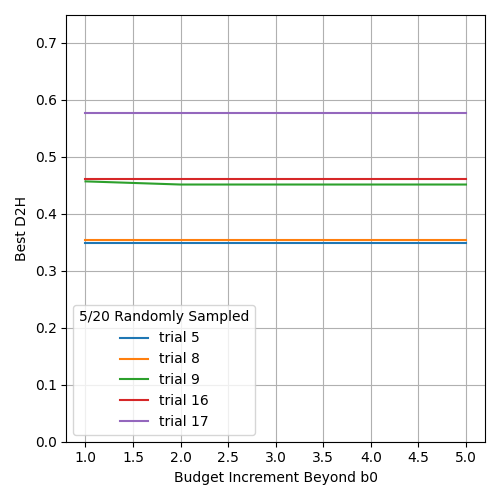 0.7
0.6
0.5
0.4
0.3
0.2
0.1
0.0
Best D2H
5/20 Randomly Sampled
trial 5
trial 8
trial 9
trial 16
trial 17
1.0 1.5 2.0 2.5 3.0 3.5 4.0 4.5 5.0
Budget Increment Beyond b0